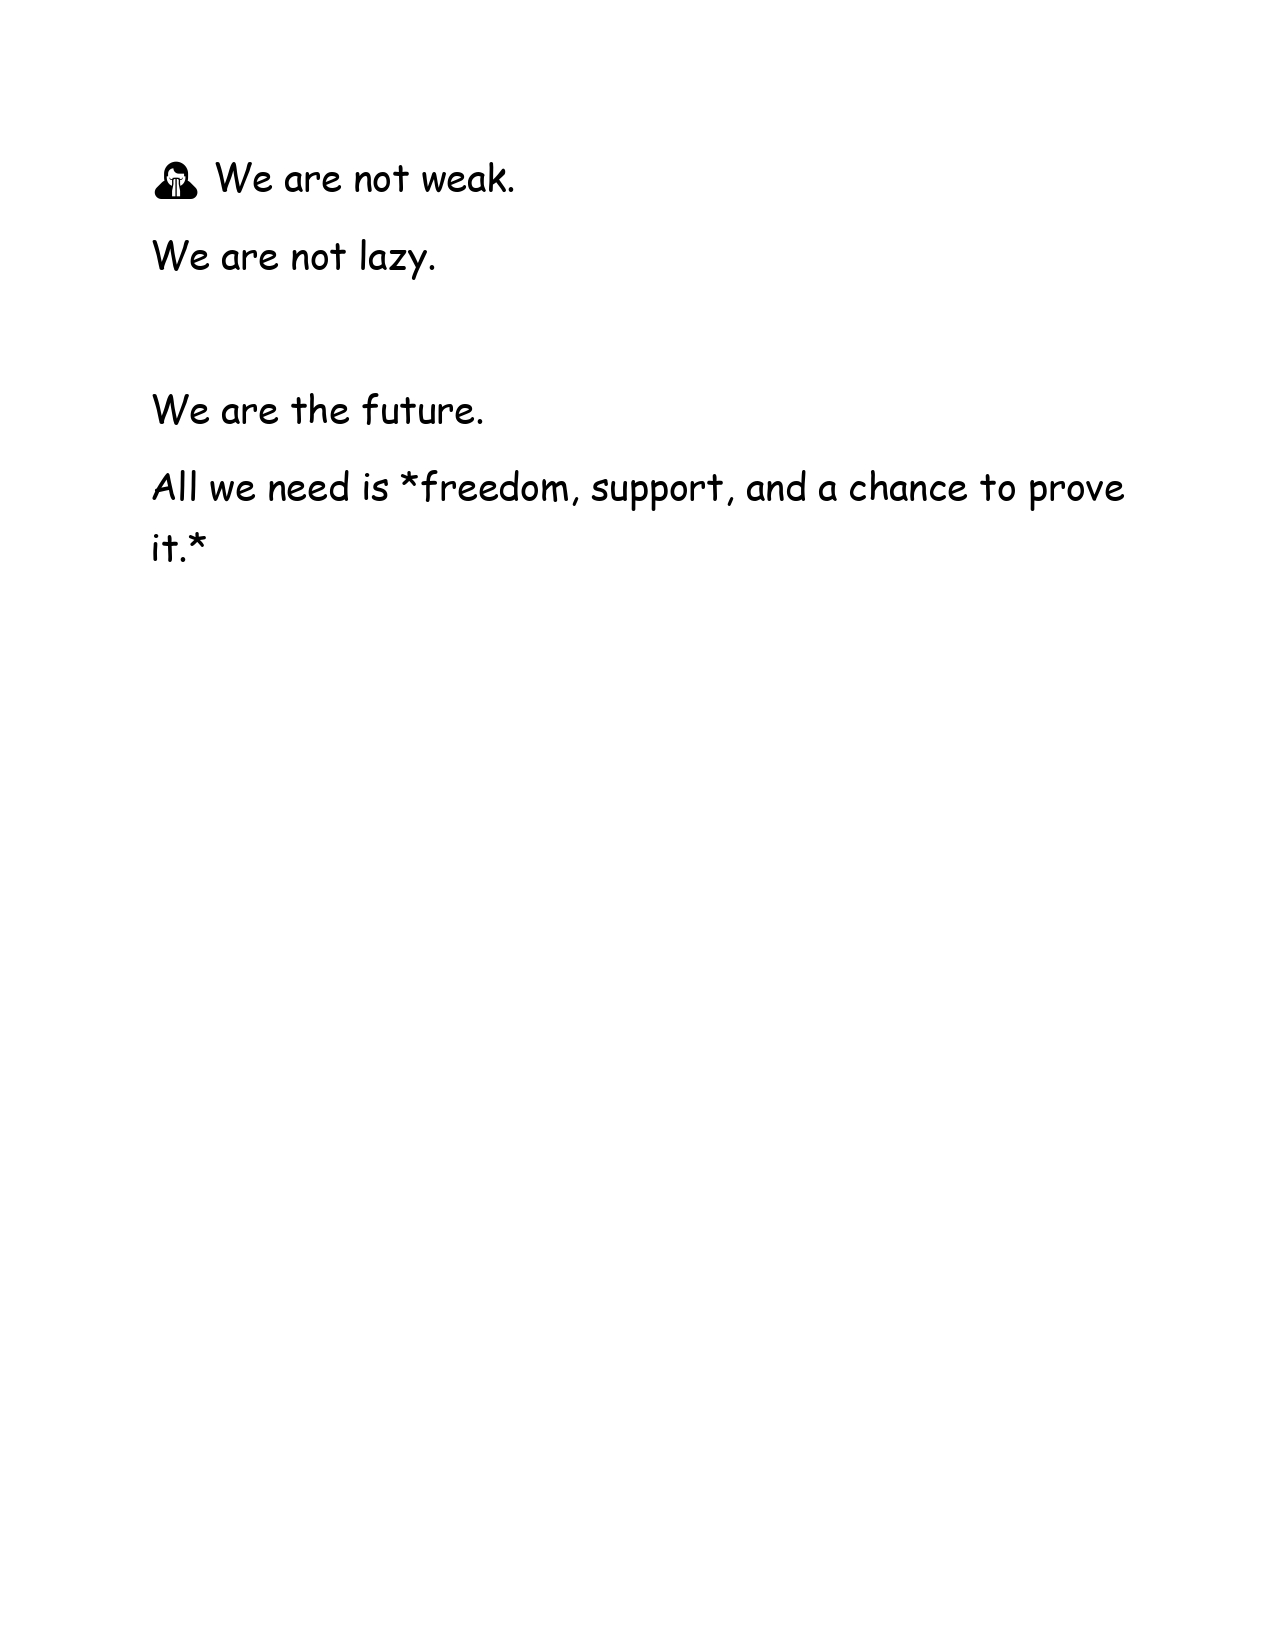 We are not weak.
We are not lazy.
We are the future.
All we need is *freedom, support, and a chance to prove
it.*